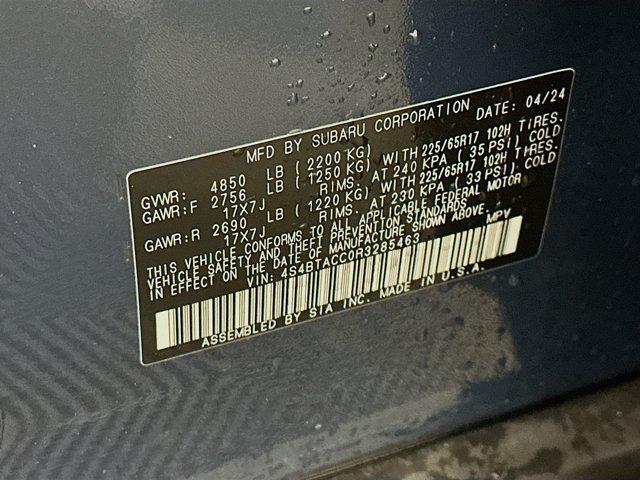 MFD BY SUBARU CORPORATION DATE: 04/24
GVWR: 4850 LB (2200 KG)
GAWR:F 2756 LB (1250 KG) WITH 225/65R17 102H TIRES.
17X7J RIMS. AT 240 KPA (35 PSI) COLD
GAWR:R 2690 LB (1220 KG) WITH 225/65R17 102H TIRES.
17X7J RIMS. AT 230 KPA (33 PSI) COLD
THIS VEHICLE CONFORMS TO ALL APPLICABLE FEDERAL MOTOR
VEHICLE SAFETY AND ACCIDENT PREVENTION STANDARDS
IN EFFECT ON THE DATE OF MANUFACTURE SHOWN ABOVE.
VIN: 4S4BTACC0R3285463 MPV
ASSEMBLED BY SIA INC. MADE IN U.S.A.